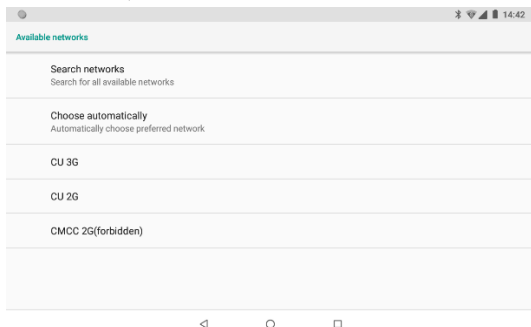 14:42
Available networks
Search networks
Search for all available networks
Choose automatically
Automatically choose preferred network
CU 3G
CU 2G
CMCC 2G(forbidden)